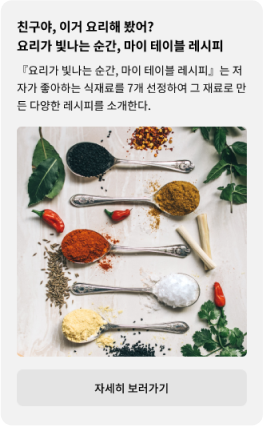 친구야, 이거 요리해 봤어?
요리가 빛나는 순간, 마이 테이블 레시피
『요리가 빛나는 순간, 마이 테이블 레시피』는 저
자가 좋아하는 식재료를 7개 선정하여 그 재료로 만
든 다양한 레시피를 소개한다.
자세히 보러가기